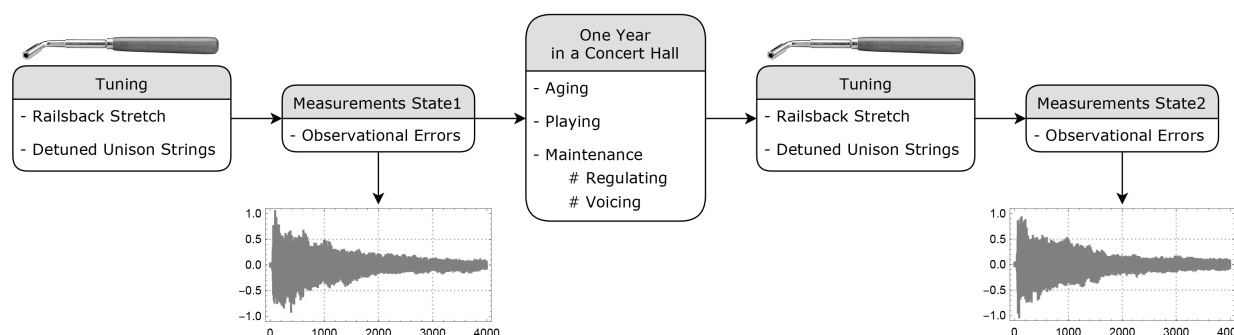 Tuning
- Railsback Stretch
- Detuned Unison Strings
Measurements State1
- Observational Errors
One Year
in a Concert Hall
- Aging
- Playing
- Maintenance
# Regulating
# Voicing
Tuning
- Railsback Stretch
- Detuned Unison Strings
Measurements State2
- Observational Errors
1.0
0.5
0.0
−0.5
−1.0
0 1000 2000 3000 4000
1.0
0.5
0.0
−0.5
−1.0
0 1000 2000 3000 400